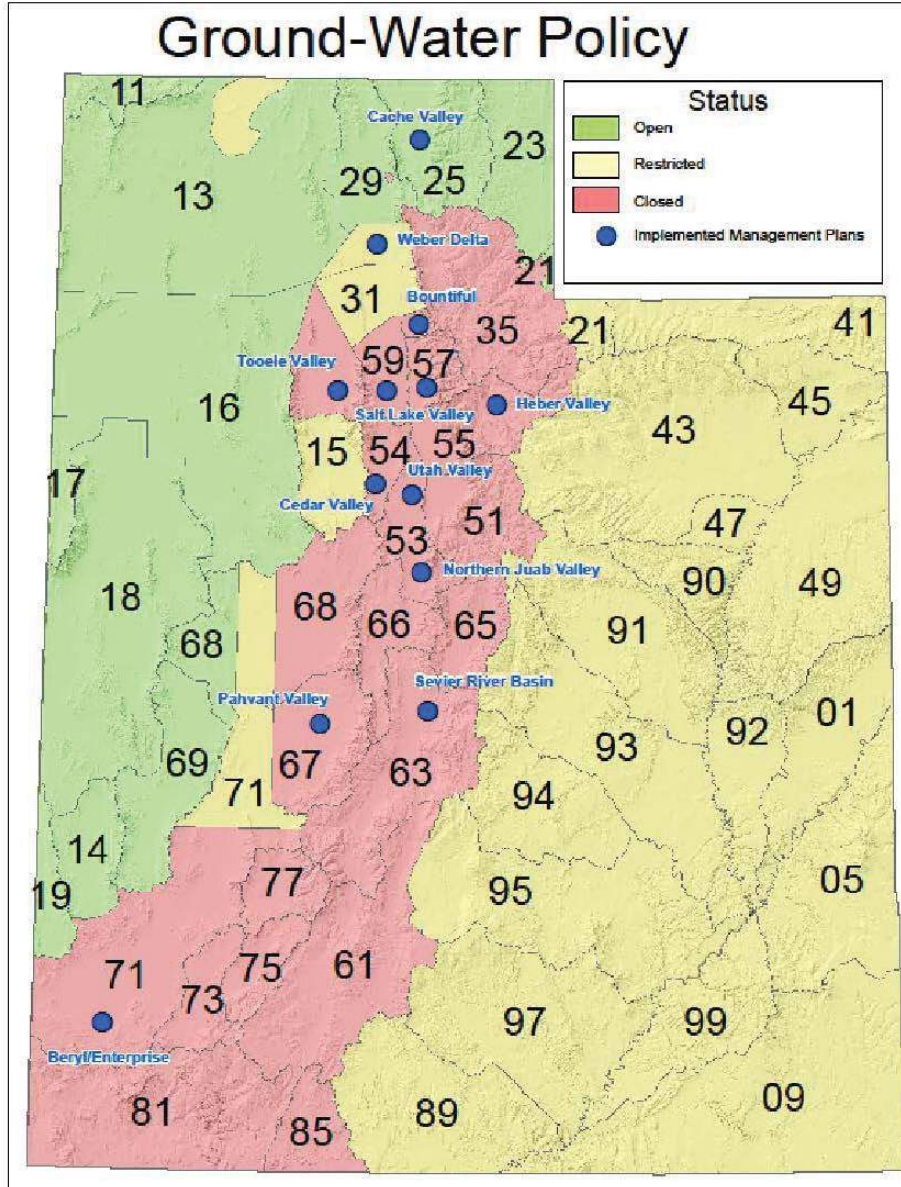 Ground-Water Policy
Status
Open
Restricted
Closed
Implemented Management Plans
11
Cache Valley
23
13
29
25
Weber Delta
21
31
Bountiful
35
21
41
Tooele Valley
59
57
16
Salt Lake Valley
Heber Valley
45
43
15
54
55
17
Utah Valley
Cedar Valley
51
47
53
Northern Juab Valley
90
49
18
68
66
65
91
68
Sevier River Basin
Pahvant Valley
01
92
69
67
63
93
71
94
14
77
05
19
95
71
75
61
73
97
99
Beryl/Enterprise
81
85
89
09